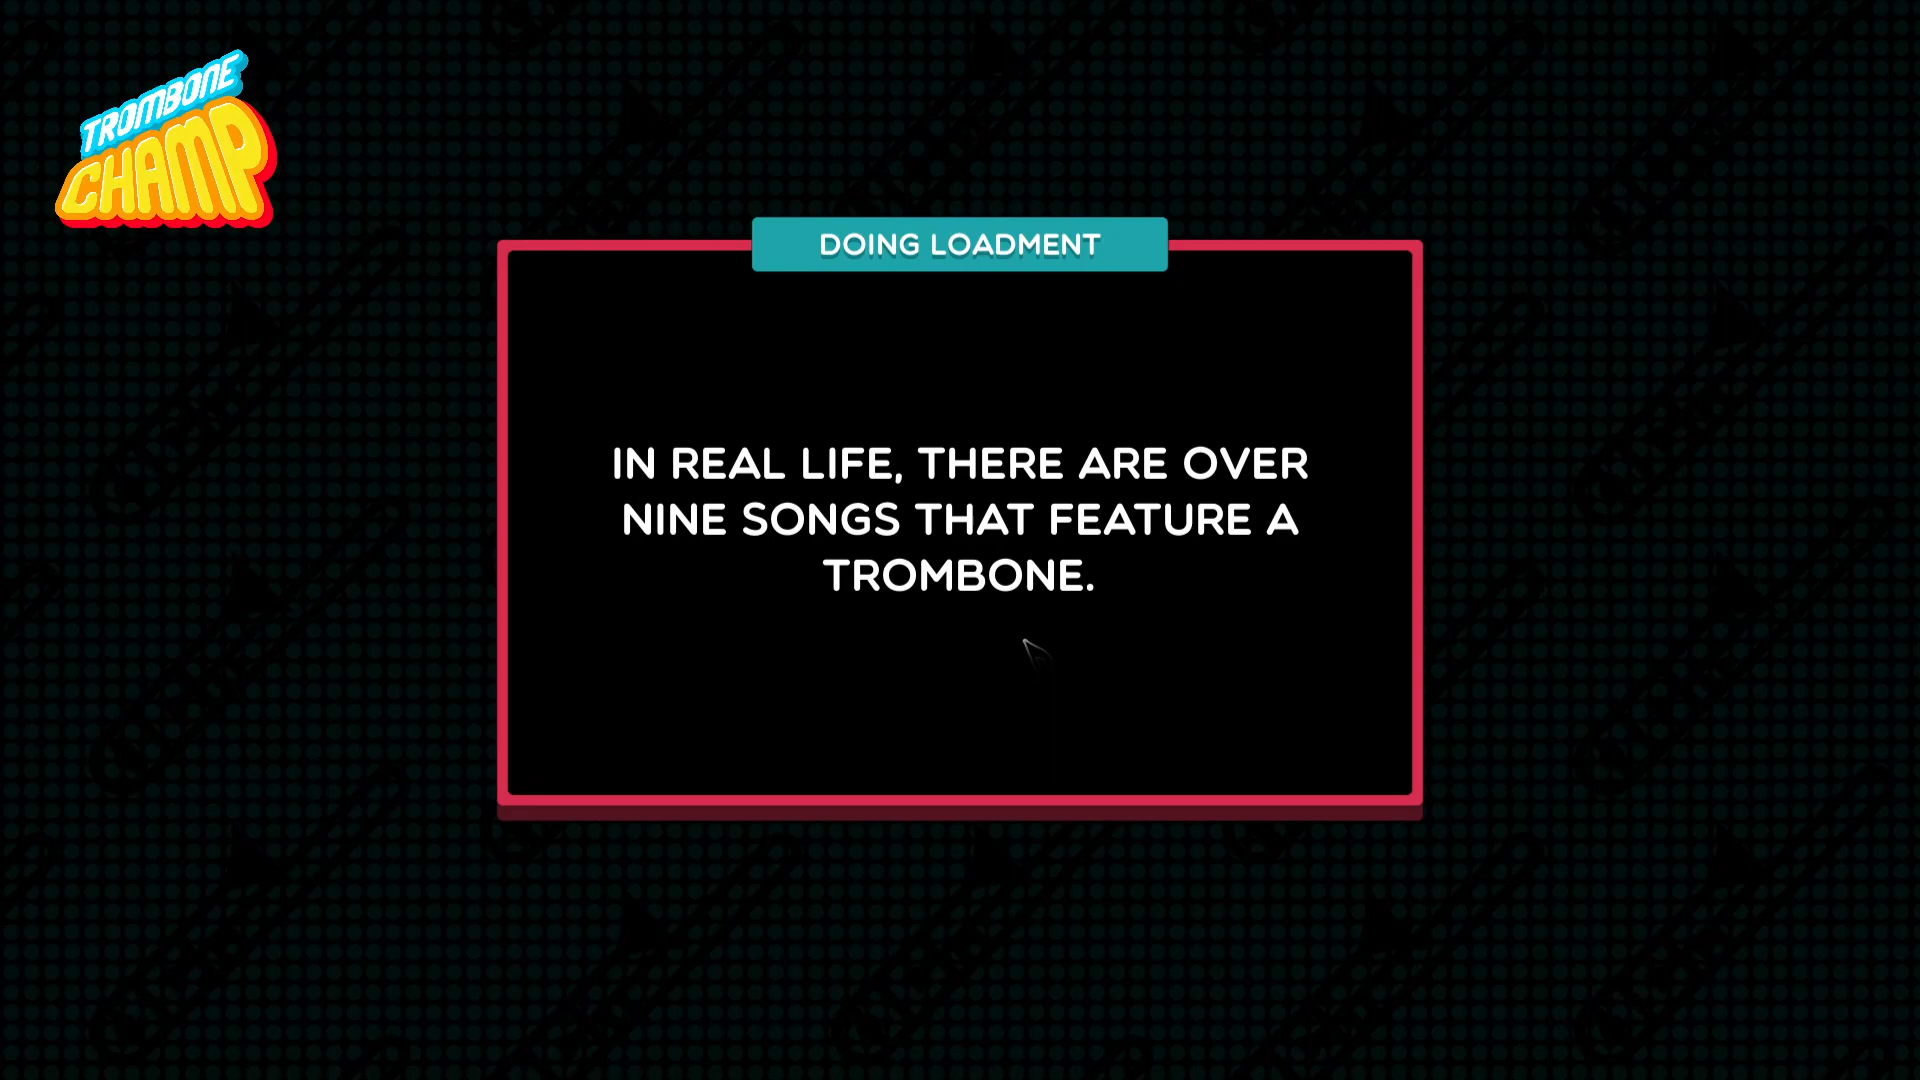 TROMBONE
CHAMP
DOING LOADMENT
IN REAL LIFE, THERE ARE OVER
NINE SONGS THAT FEATURE A
TROMBONE.